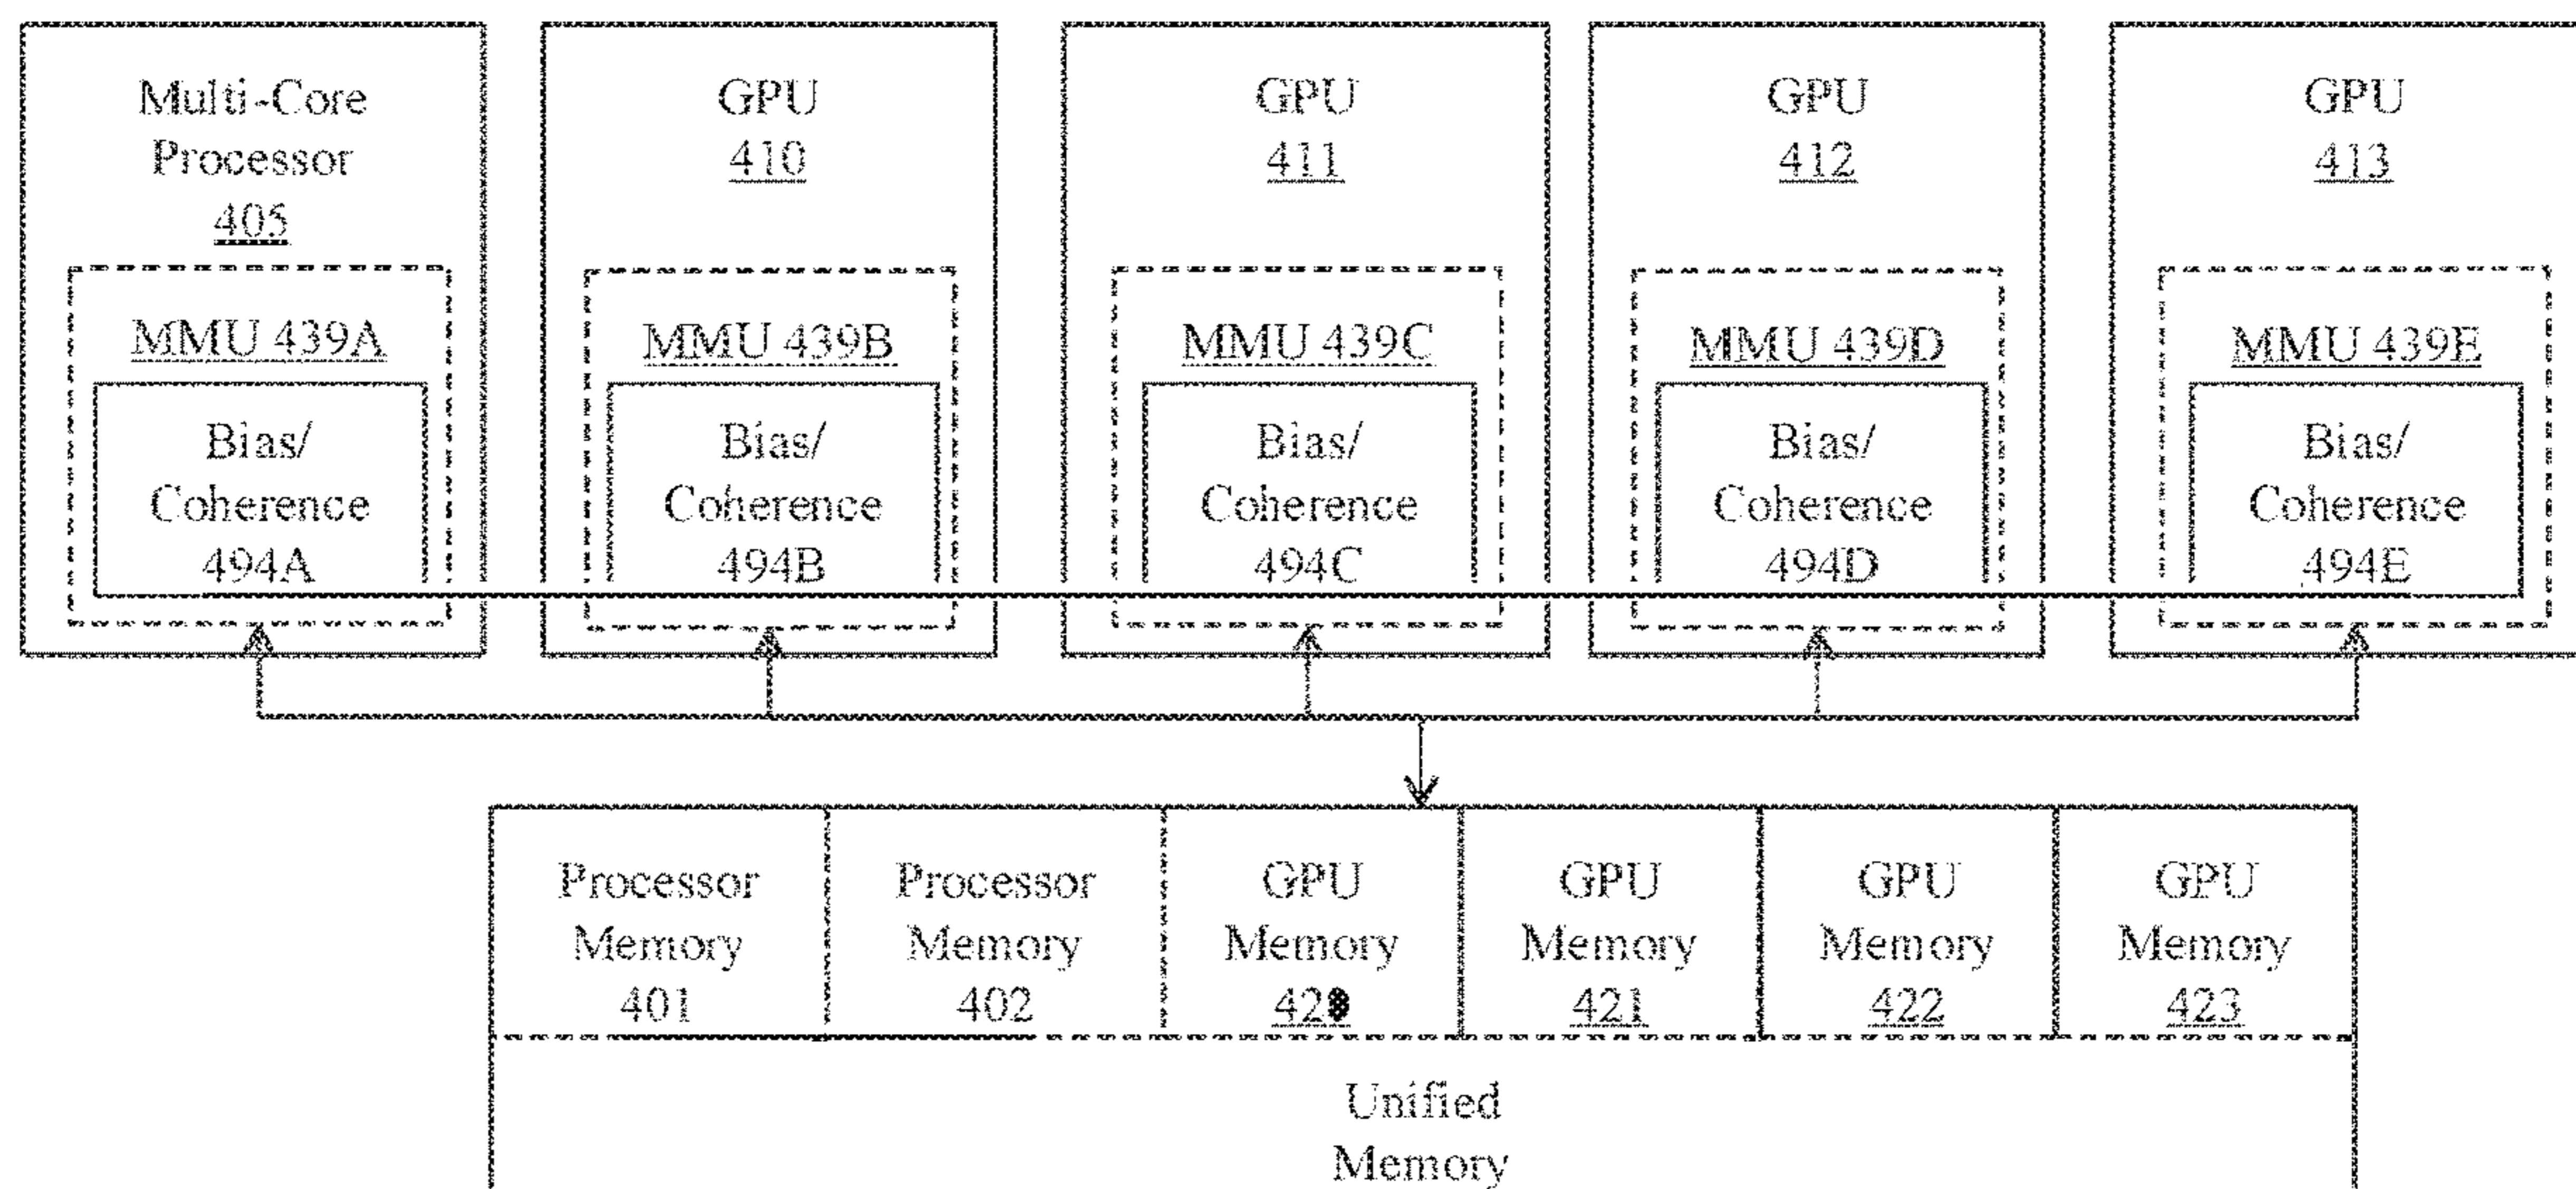 Multi-Core
Processor
405
MMU 439A
Bias/
Coherence
494A
GPU
410
MMU 439B
Bias/
Coherence
494B
GPU
411
MMU 439C
Bias/
Coherence
494C
GPU
412
MMU 439D
Bias/
Coherence
494D
GPU
413
MMU 439E
Bias/
Coherence
494E
Processor
Memory
401
Processor
Memory
402
GPU
Memory
420
GPU
Memory
421
GPU
Memory
422
GPU
Memory
423
Unified
Memory